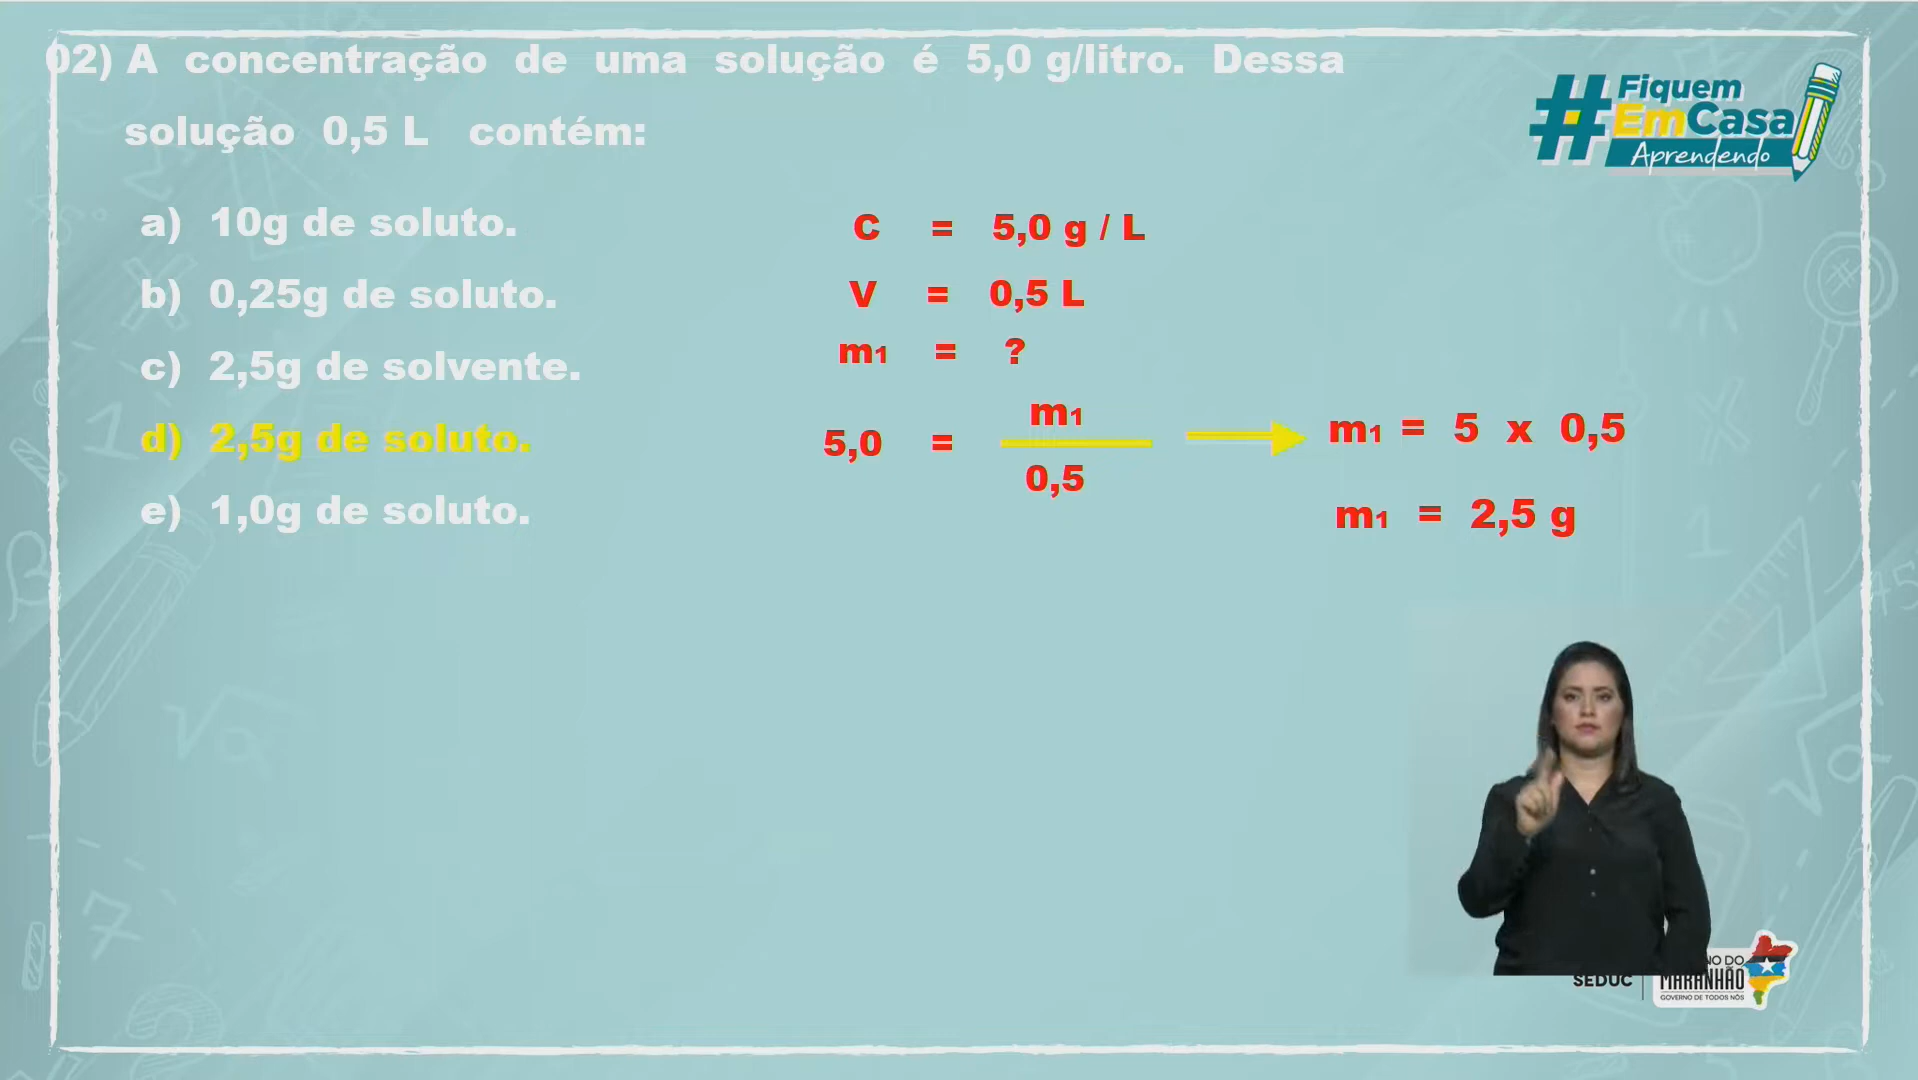 02) A concentração de uma solução é 5,0 g/litro. Dessa
solução 0,5 L contém:
a) 10g de soluto.
b) 0,25g de soluto.
c) 2,5g de solvente.
d) 2,5g de soluto.
e) 1,0g de soluto.
C = 5,0 g / L
V = 0,5 L
m₁ = ?
5,0 = m₁
0,5
m₁ = 5 x 0,5
m₁ = 2,5 g
#Fiquem
EmCasa
Aprendendo
SEDUC
NO DO
MARANHÃO
GOVERNO DE TODOS NÓS